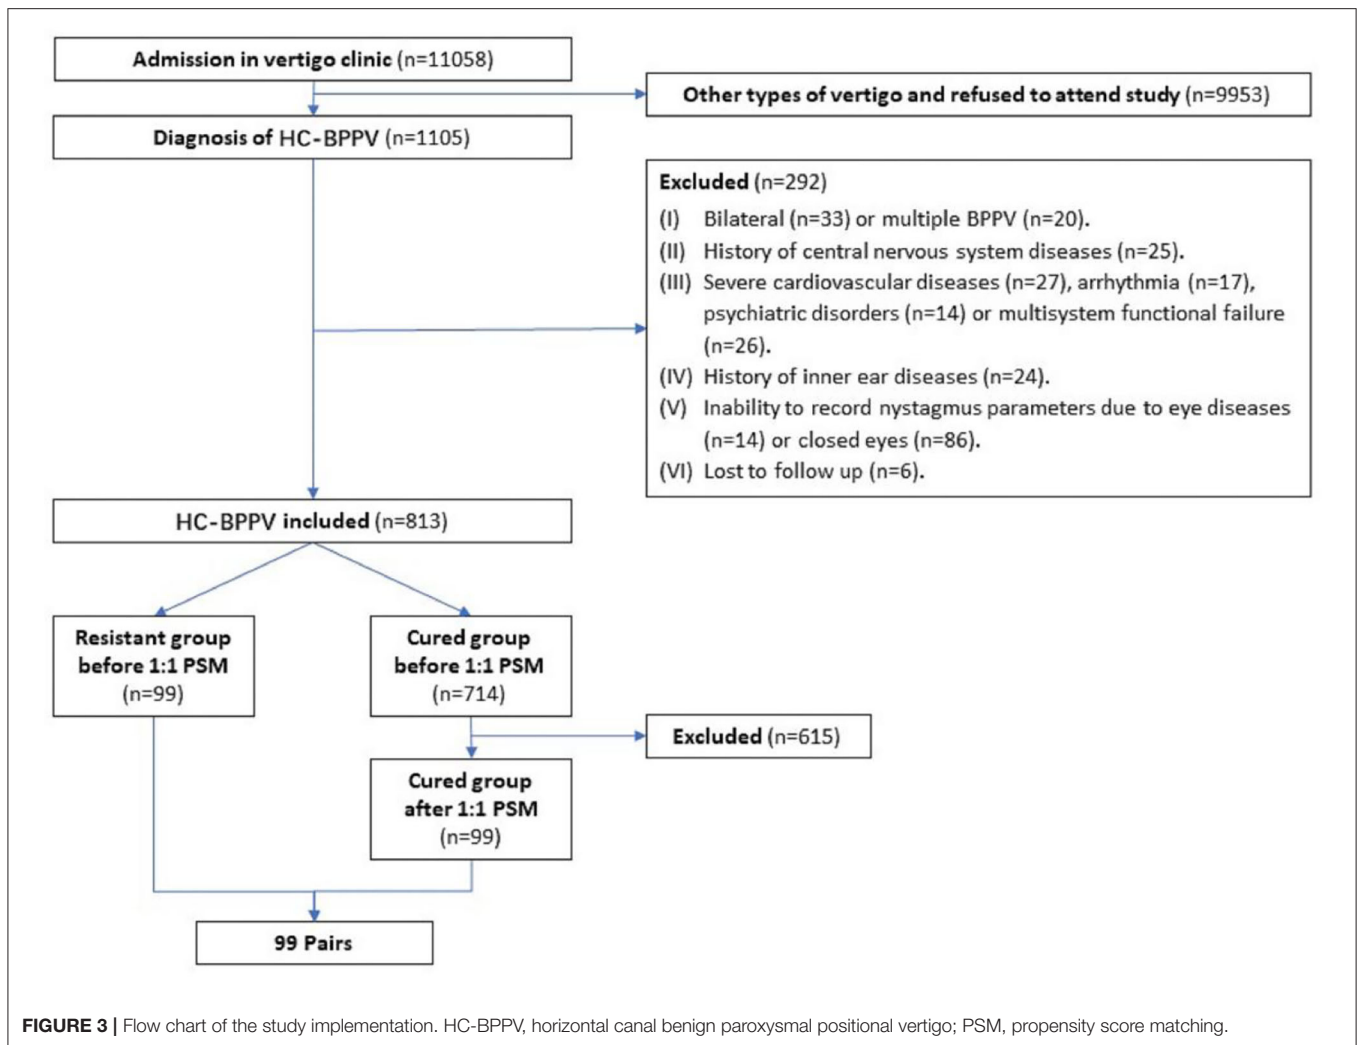 Admission in vertigo clinic (n=11058)
Other types of vertigo and refused to attend study (n=9953)
Diagnosis of HC-BPPV (n=1105)
Excluded (n=292)
(I) Bilateral (n=33) or multiple BPPV (n=20).
(II) History of central nervous system diseases (n=25).
(III) Severe cardiovascular diseases (n=27), arrhythmia (n=17),
psychiatric disorders (n=14) or multisystem functional failure
(n=26).
(IV) History of inner ear diseases (n=24).
(V) Inability to record nystagmus parameters due to eye diseases
(n=14) or closed eyes (n=86).
(VI) Lost to follow up (n=6).
HC-BPPV included (n=813)
Resistant group
before 1:1 PSM
(n=99)
Cured group
before 1:1 PSM
(n=714)
Excluded (n=615)
Cured group
after 1:1 PSM
(n=99)
99 Pairs
FIGURE 3 | Flow chart of the study implementation. HC-BPPV, horizontal canal benign paroxysmal positional vertigo; PSM, propensity score matching.